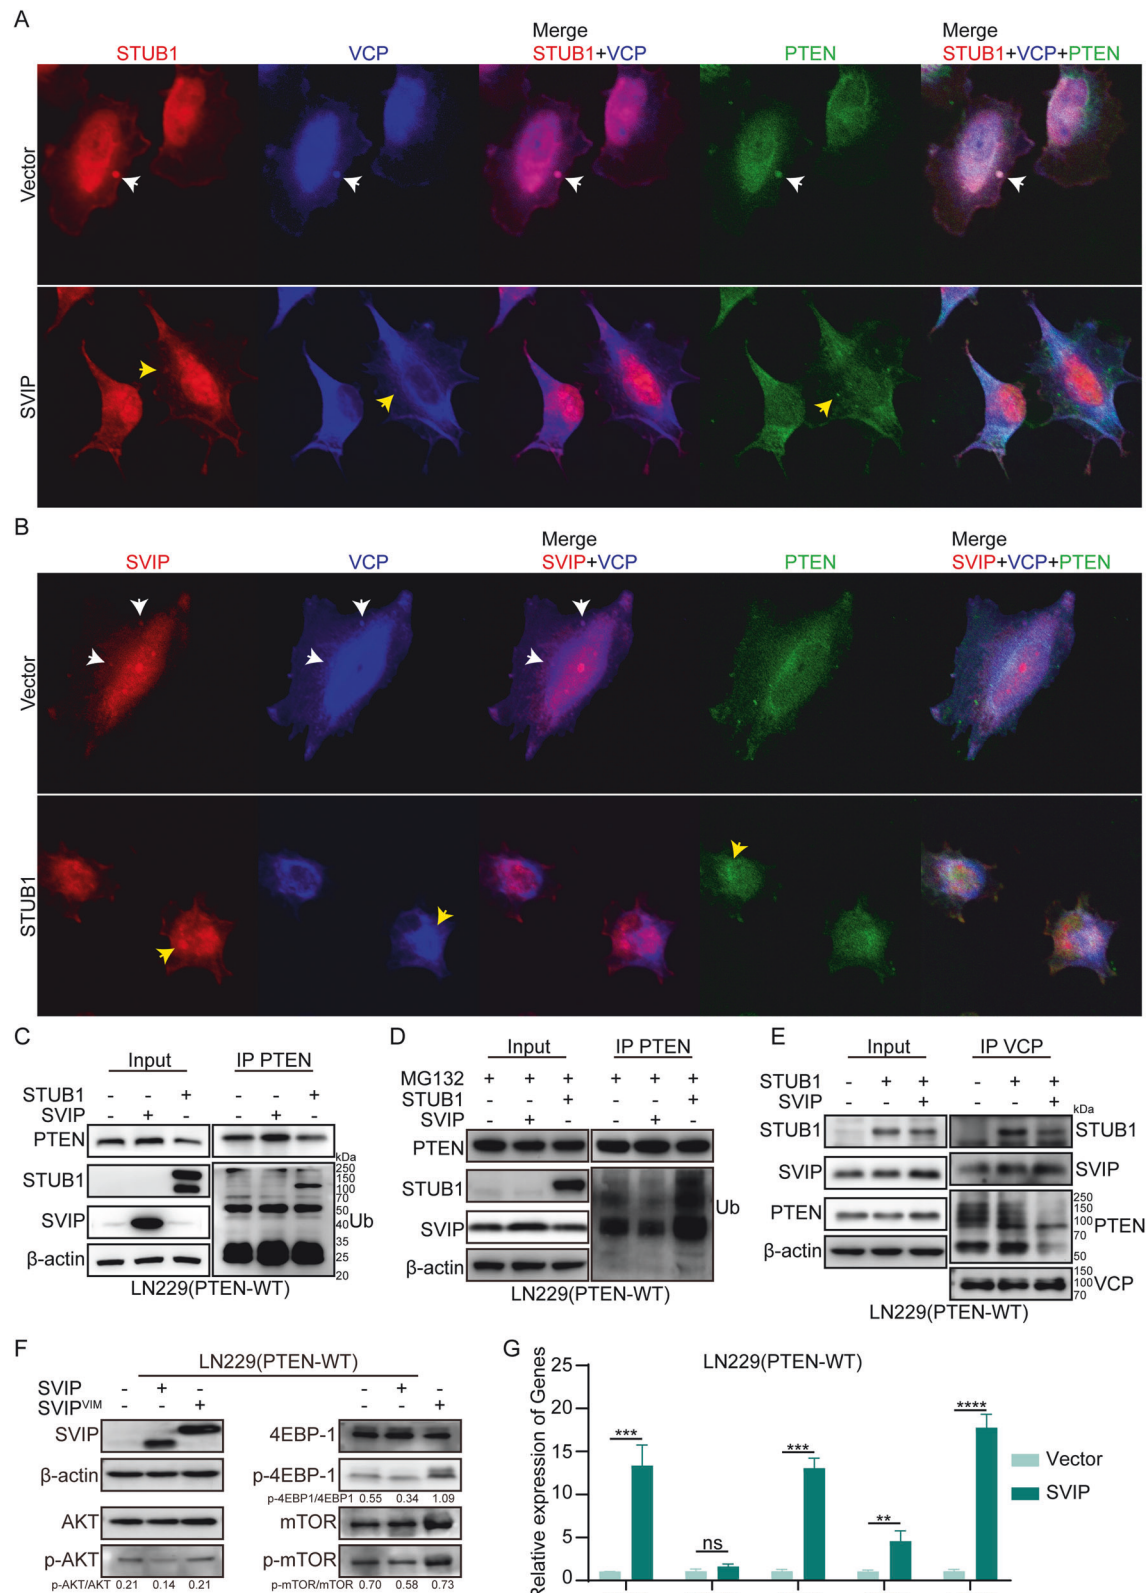 A
Merge
STUB1 VCP STUB1+VCP PTEN STUB1+VCP+PTEN
Merge
Vector
SVIP
B
Merge
SVIP VCP SVIP+VCP PTEN SVIP+VCP+PTEN
Merge
Vector
STUB1
C
Input IP PTEN
STUB1 - - + - - +
SVIP - + - - + -
PTEN
kDa
STUB1
SVIP
β-actin
250
150
100
70
50
40
35
25
20
Ub
LN229(PTEN-WT)
D
Input IP PTEN
MG132 + + + + + +
STUB1 - - + - - +
SVIP - + - - + -
PTEN
STUB1
SVIP
β-actin
Ub
LN229(PTEN-WT)
E
Input IP VCP
STUB1 - + + - + +
SVIP - - + - - +
kDa
STUB1 STUB1
SVIP SVIP
PTEN PTEN
250
150
100
70
50
β-actin
150
100
70
VCP
LN229(PTEN-WT)
F
LN229(PTEN-WT)
SVIP - + - - + -
SVIPVIM - - + - - +
SVIP 4EBP-1
β-actin p-4EBP-1
p-4EBP1/4EBP1 0.55 0.34 1.09
AKT mTOR
p-AKT p-mTOR
p-AKT/AKT 0.21 0.14 0.21 p-mTOR/mTOR 0.70 0.58 0.73
G
LN229(PTEN-WT)
Relative expression of Genes
25
20
15
10
5
0
***
ns
***
**
****
Vector
SVIP